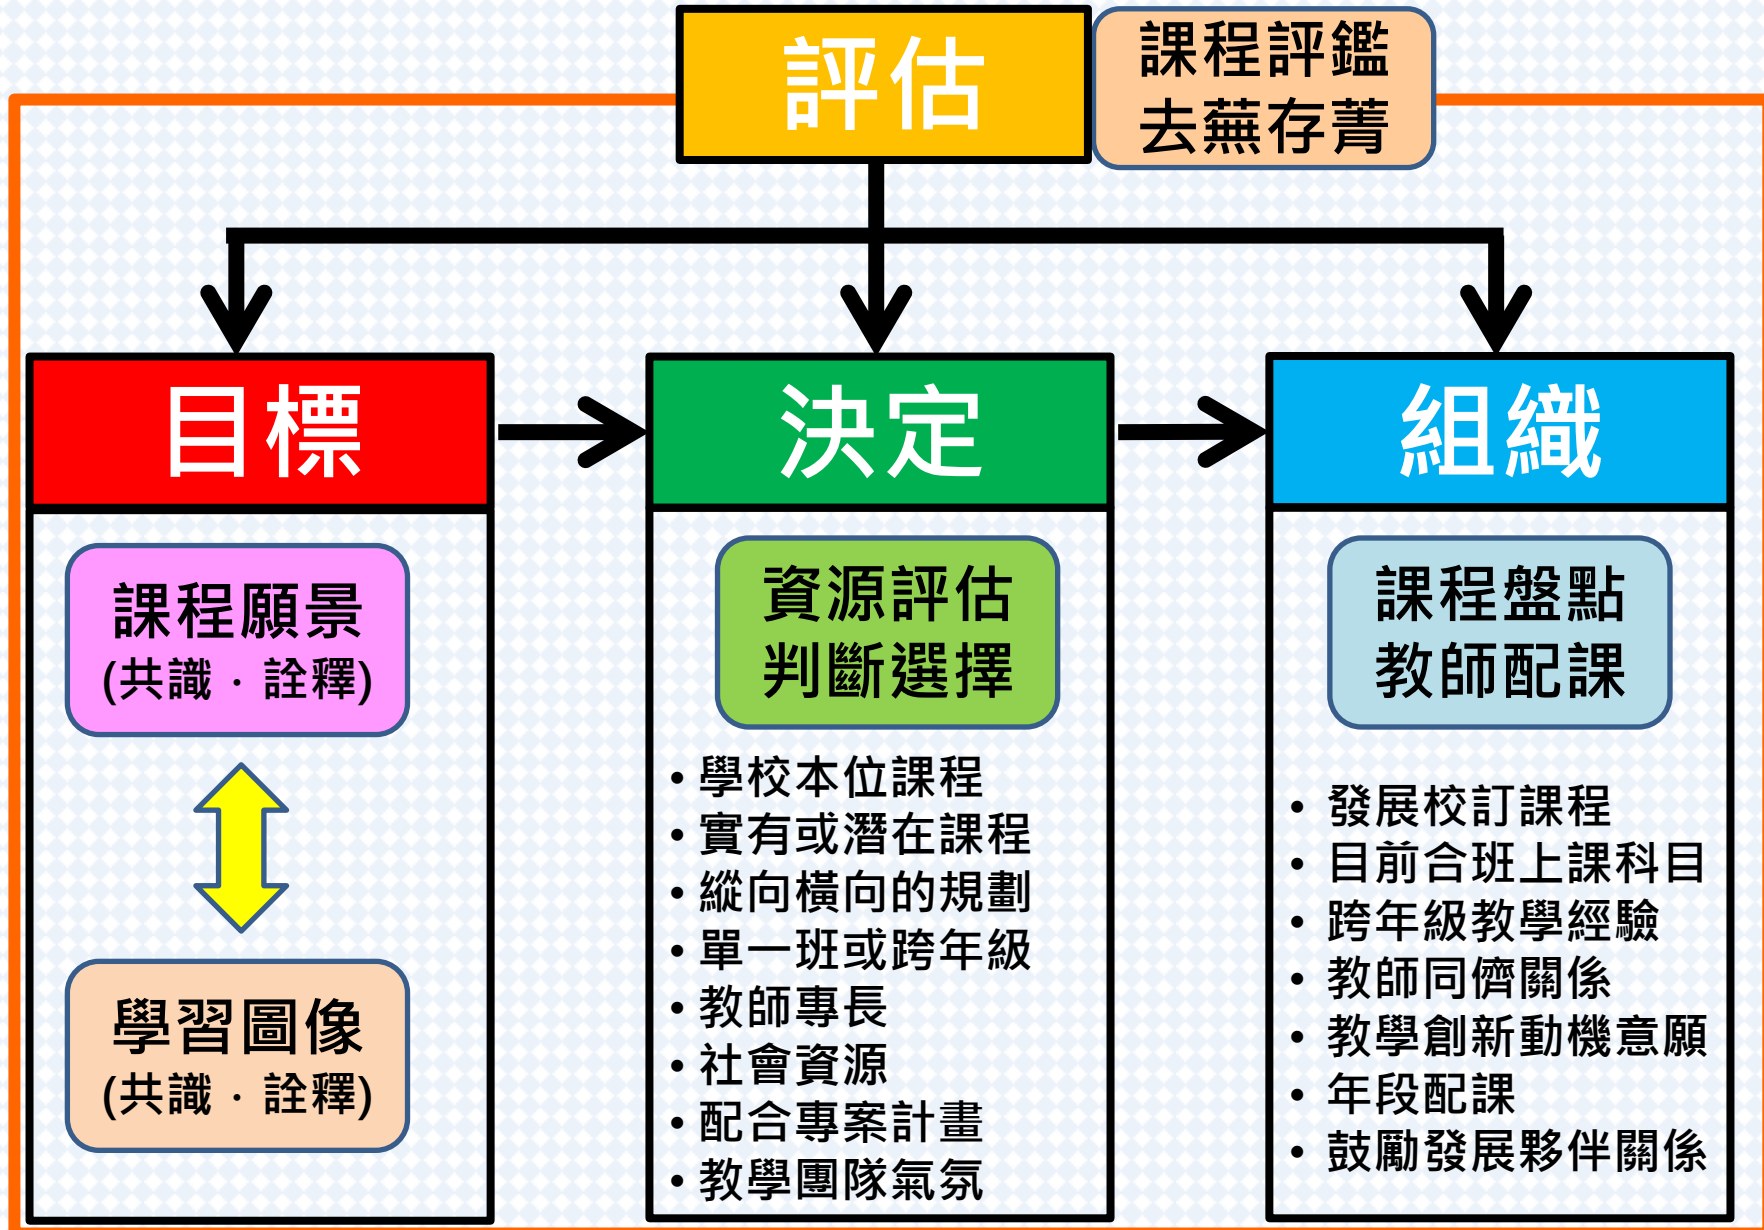 評估
課程評鑑
去蕪存菁
目標
課程願景
(共識．詮釋)
學習圖像
(共識．詮釋)
決定
資源評估
判斷選擇
• 學校本位課程
• 實有或潛在課程
• 縱向橫向的規劃
• 單一班或跨年級
• 教師專長
• 社會資源
• 配合專案計畫
• 教學團隊氣氛
組織
課程盤點
教師配課
• 發展校訂課程
• 目前合班上課科目
• 跨年級教學經驗
• 教師同儕關係
• 教學創新動機意願
• 年段配課
• 鼓勵發展夥伴關係